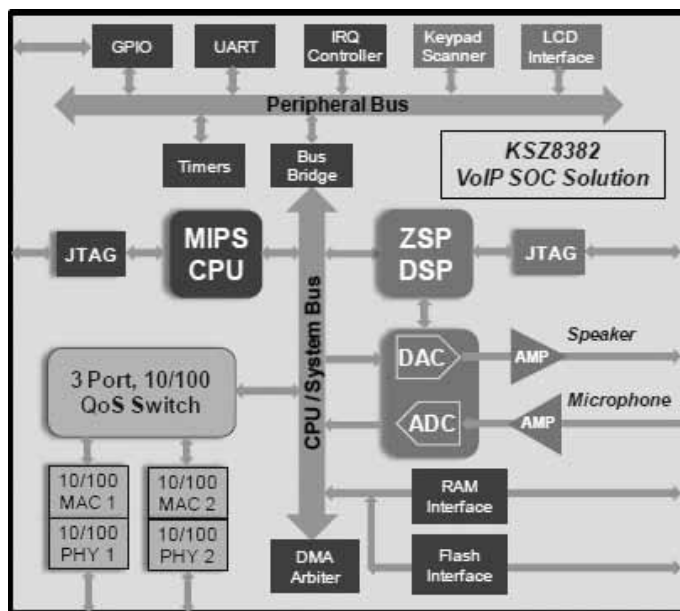 GPIO
UART
IRQ
Controller
Keypad
Scanner
LCD
Interface
Peripheral Bus
Timers
Bus
Bridge
KSZ8382
VoIP SOC Solution
JTAG
MIPS
CPU
ZSP
DSP
JTAG
CPU / System Bus
3 Port, 10/100
QoS Switch
DAC
AMP
Speaker
ADC
AMP
Microphone
10/100
MAC 1
10/100
MAC 2
10/100
PHY 1
10/100
PHY 2
RAM
Interface
DMA
Arbiter
Flash
Interface